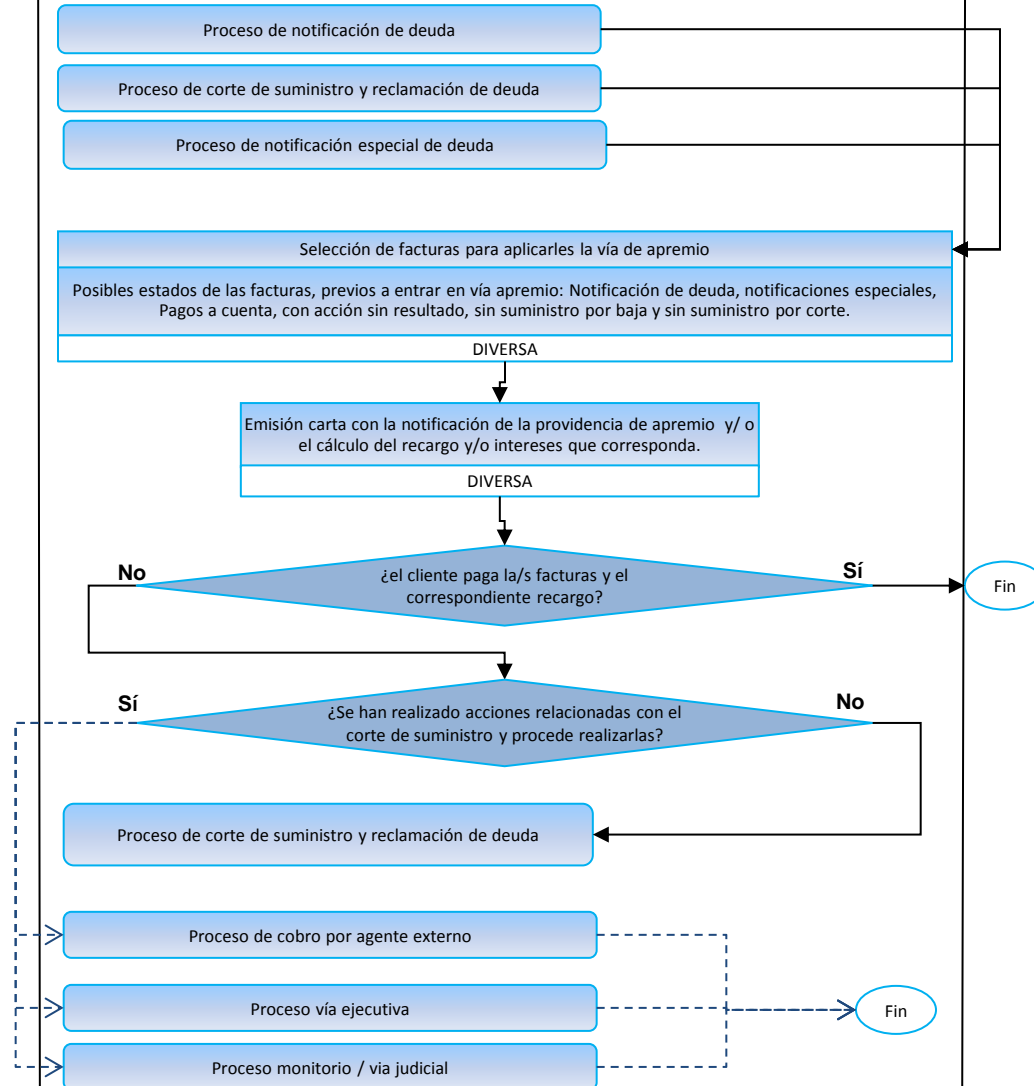 Proceso de notificación de deuda
Proceso de corte de suministro y reclamación de deuda
Proceso de notificación especial de deuda
Selección de facturas para aplicarles la vía de apremio
Posibles estados de las facturas, previos a entrar en vía apremio: Notificación de deuda, notificaciones especiales,
Pagos a cuenta, con acción sin resultado, sin suministro por baja y sin suministro por corte.
DIVERSA
Emisión carta con la notificación de la providencia de apremio y/ o
el cálculo del recargo y/o intereses que corresponda.
DIVERSA
No
¿el cliente paga la/s facturas y el
correspondiente recargo?
Sí
Fin
Sí
¿Se han realizado acciones relacionadas con el
corte de suministro y procede realizarlas?
No
Proceso de corte de suministro y reclamación de deuda
Proceso de cobro por agente externo
Proceso vía ejecutiva
Fin
Proceso monitorio / via judicial